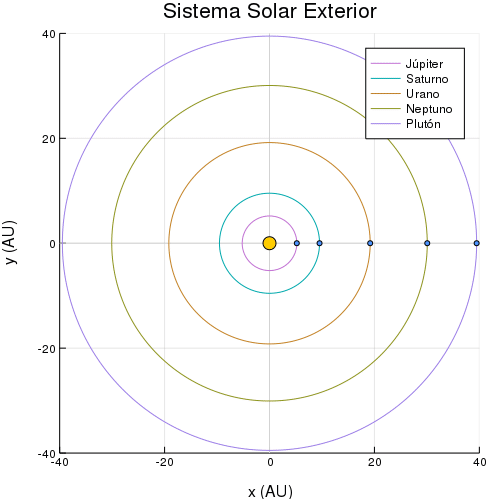 Sistema Solar Exterior
Júpiter
Saturno
Urano
Neptuno
Plutón
40
20
0
-20
-40
-40
-20
0
20
40
y (AU)
x (AU)